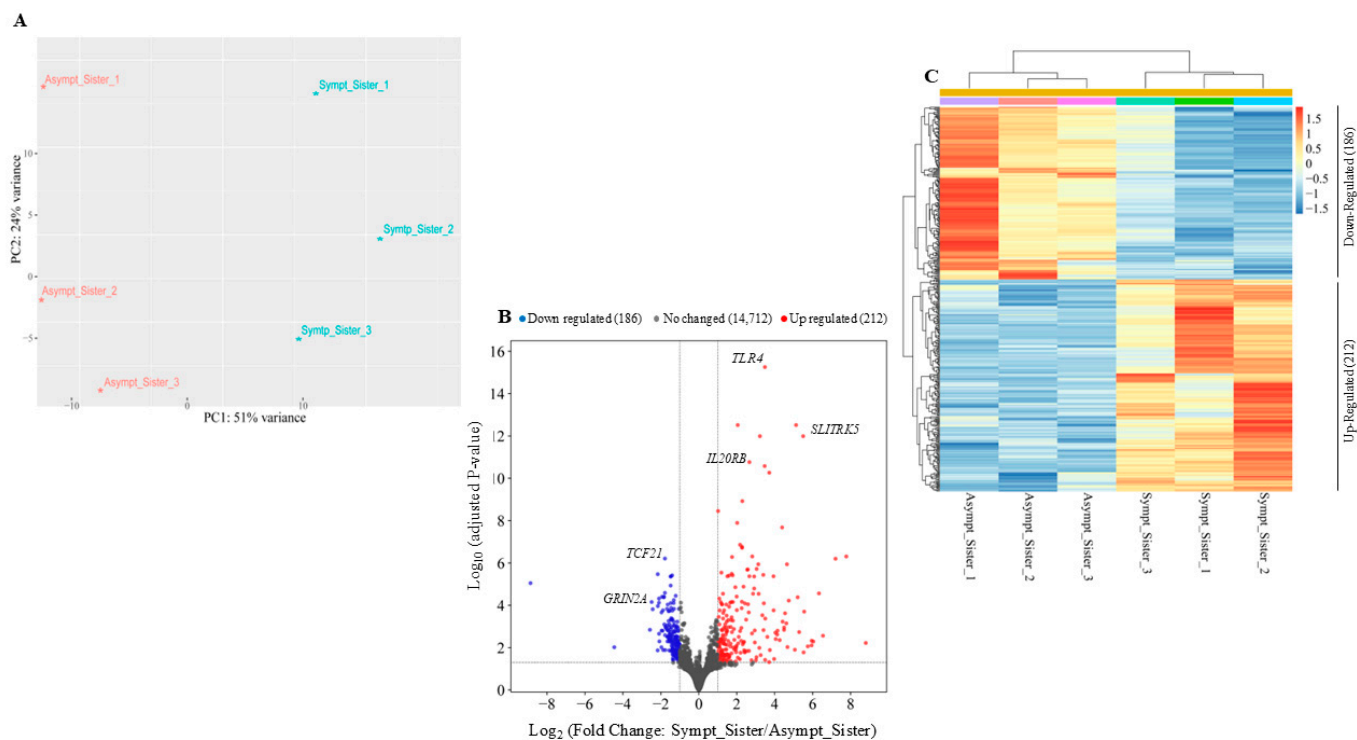 A
Asympt_Sister_1
Sympt_Sister_1
Symtp_Sister_2
Asympt_Sister_2
Symtp_Sister_3
Asympt_Sister_3
10
5
0
−5
PC2: 24% variance
−10
0
10
PC1: 51% variance
B
Down regulated (186)
No changed (14,712)
Up regulated (212)
16
14
12
10
8
6
4
2
0
Log10 (adjusted P-value)
TLR4
SLITRK5
IL20RB
TCF21
GRIN2A
−8
−6
−4
−2
0
2
4
6
8
Log2 (Fold Change: Sympt_Sister/Asympt_Sister)
C
1.5
1
0.5
0
−0.5
−1
−1.5
Down-Regulated (186)
Up-Regulated (212)
Asympt_Sister_1
Asympt_Sister_2
Asympt_Sister_3
Sympt_Sister_3
Sympt_Sister_1
Sympt_Sister_2